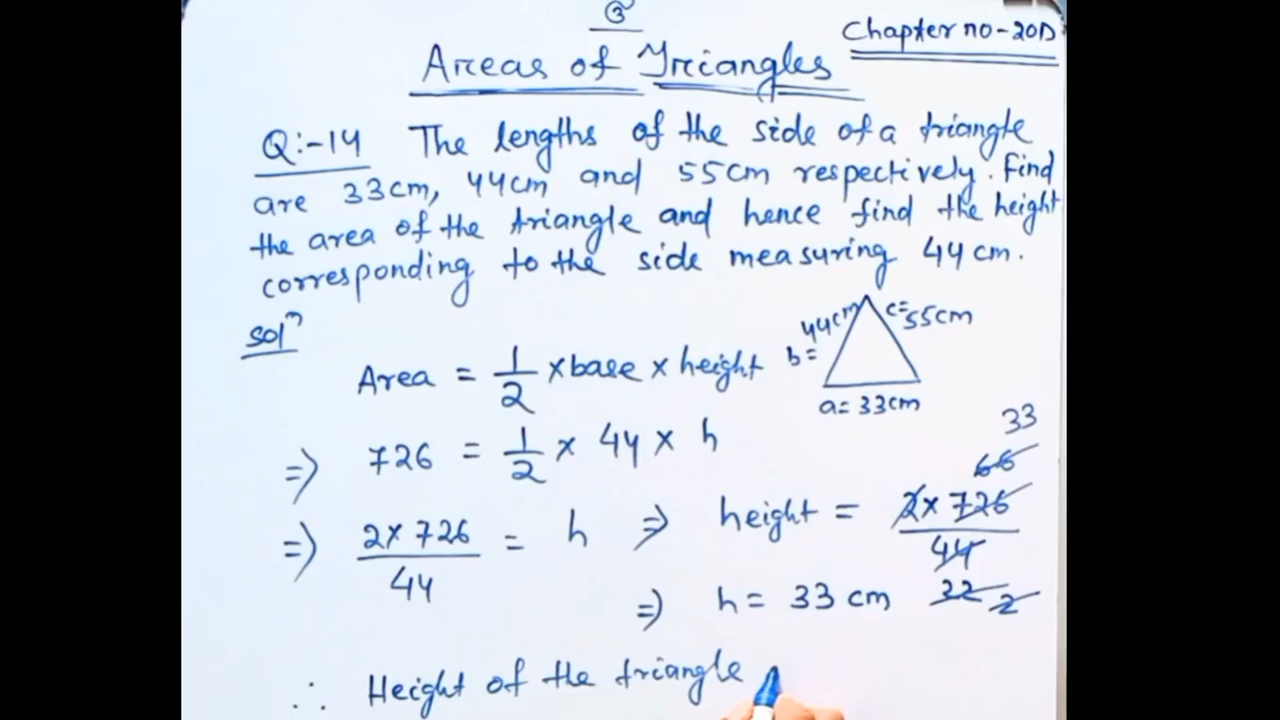 ③
Chapter no-20D
Areas of Triangles
Q:-14 The lengths of the side of a triangle
are 33cm, 44cm and 55cm respectively. Find
the area of the triangle and hence find the height
corresponding to the side measuring 44 cm.
Solⁿ
44cm c= 55cm
b=
a= 33cm
Area = 1/2 × base × height
⇒ 726 = 1/2 × 44 × h
⇒ 2×726/44 = h ⇒ height = 2×726/44
33
66
22 2
⇒ h = 33 cm
∴ Height of the triangle